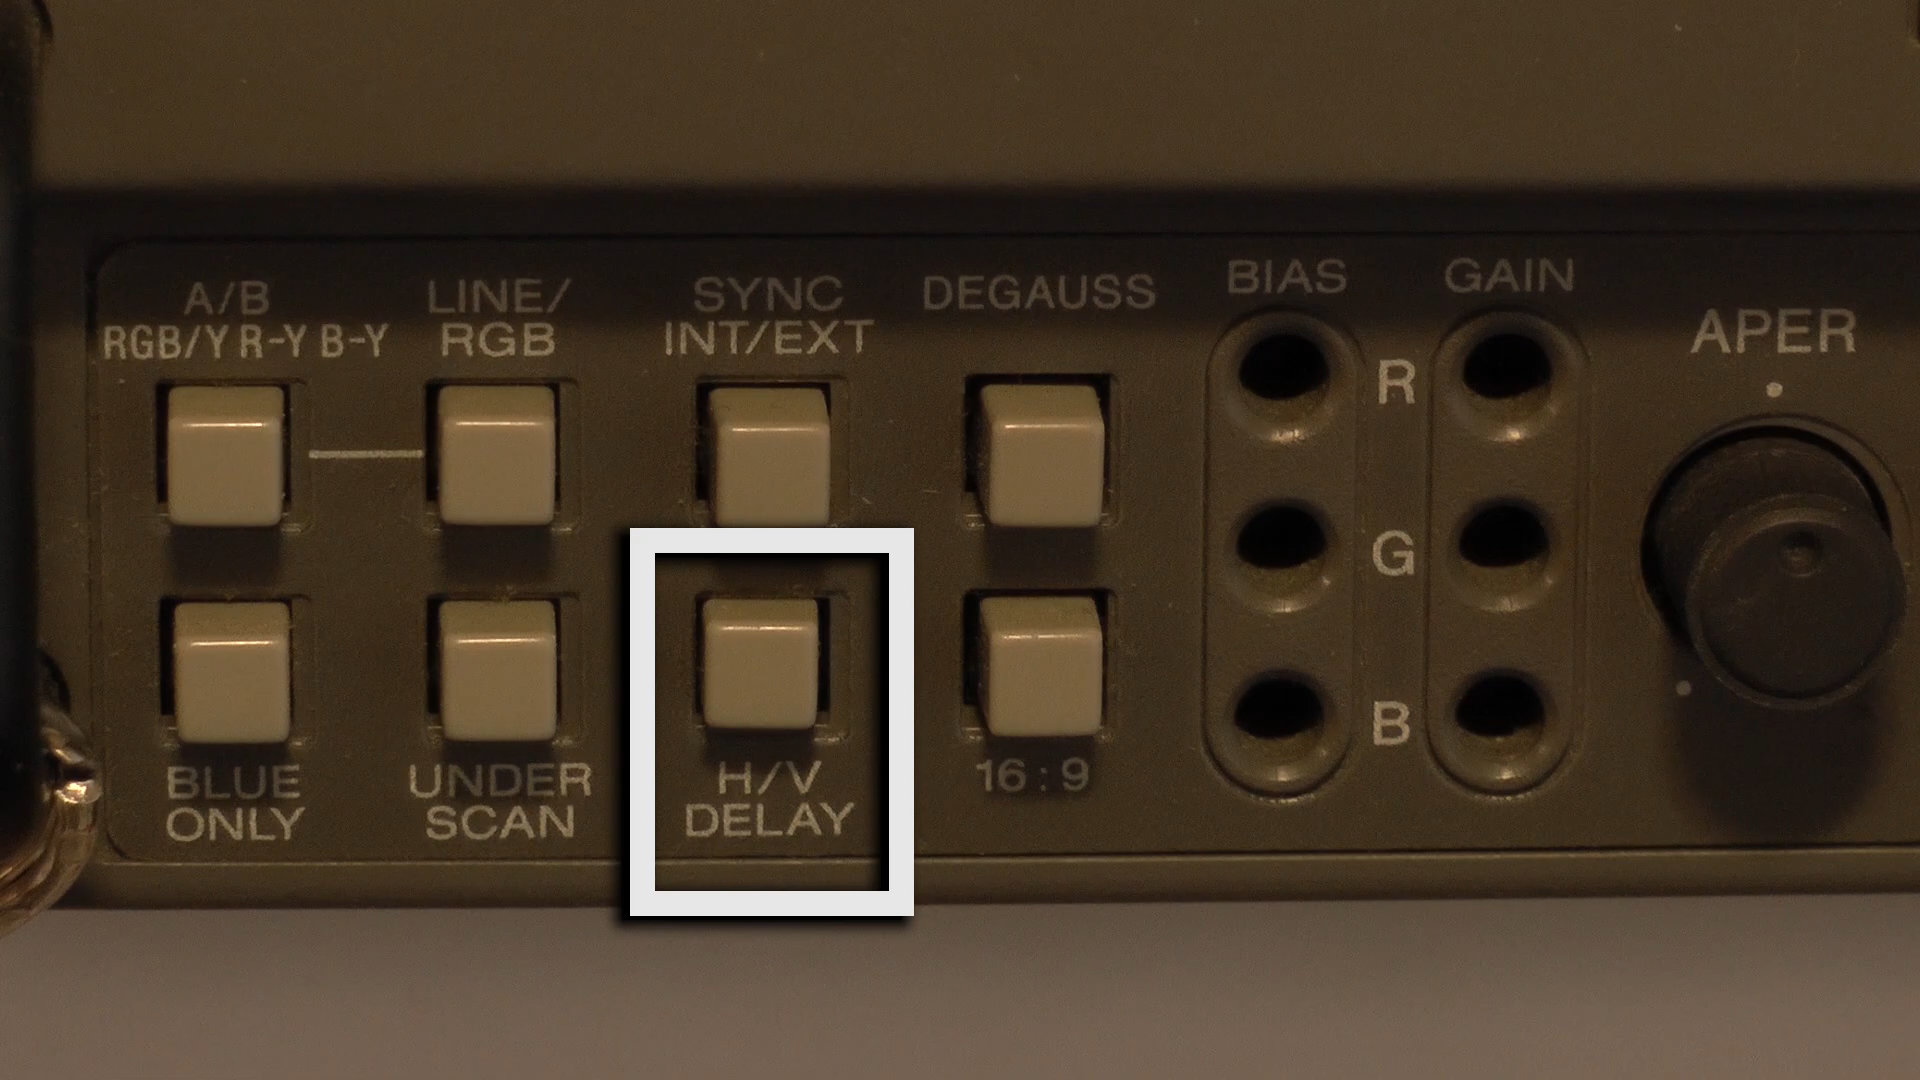 A/B
RGB/Y R-Y B-Y
LINE/
RGB
SYNC
INT/EXT
DEGAUSS
BIAS
GAIN
APER
R
G
B
BLUE
ONLY
UNDER
SCAN
H/V
DELAY
16:9